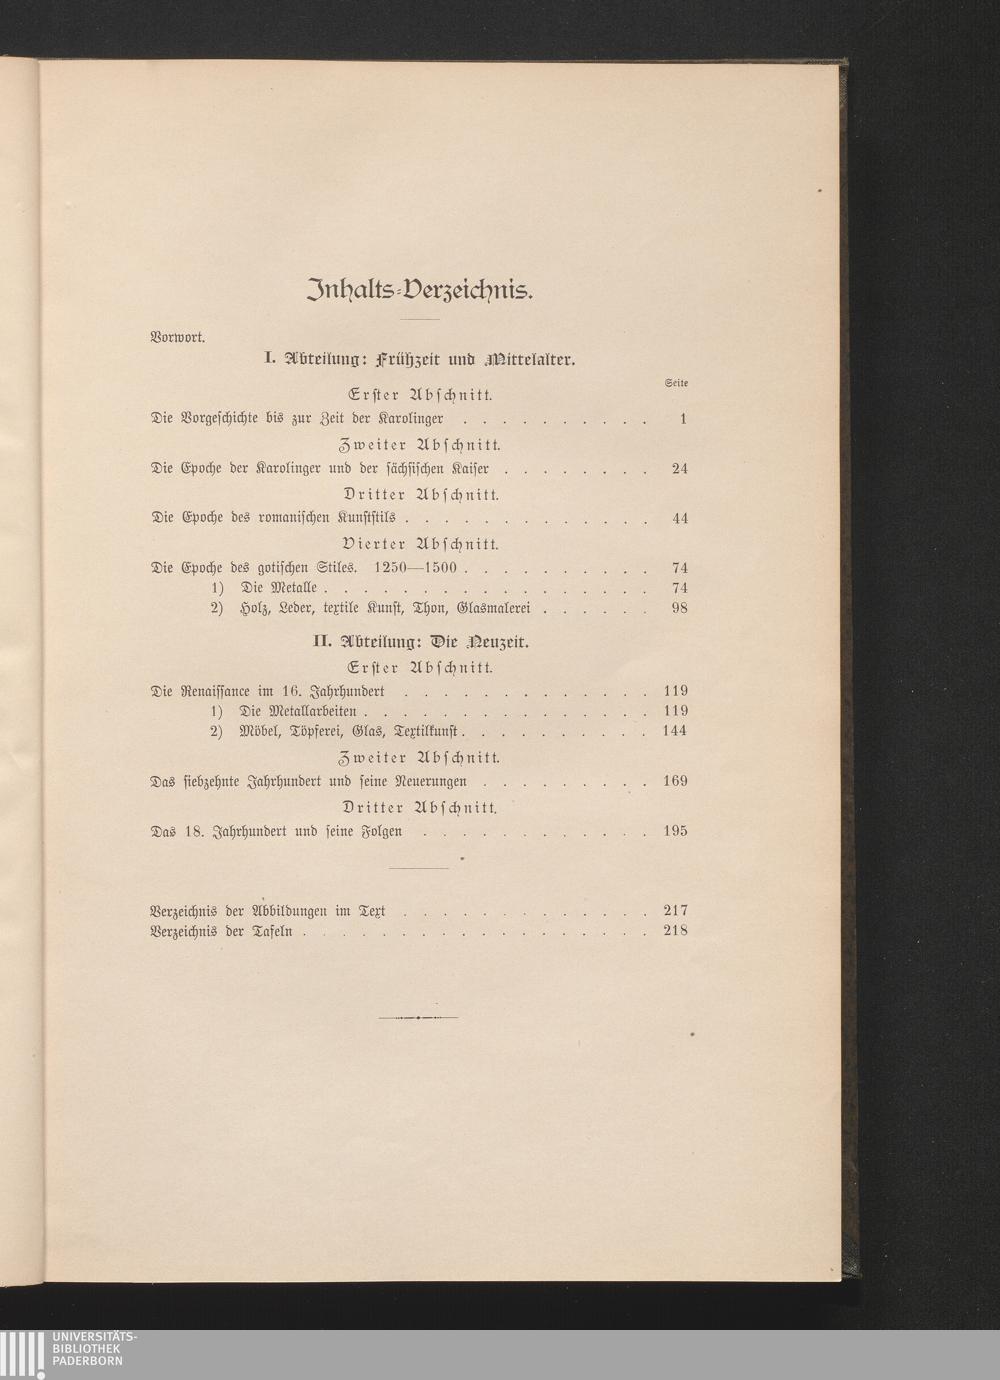 Inhalts-Verzeichnis.
Vorwort.
I. Abteilung: Frühzeit und Mittelalter.
Seite
Erster Abschnitt.
Die Vorgeschichte bis zur Zeit der Karolinger . . . . . . . . . . 1
Zweiter Abschnitt.
Die Epoche der Karolinger und der sächsischen Kaiser . . . . . . . . 24
Dritter Abschnitt.
Die Epoche des romanischen Kunststils . . . . . . . . . . . . . 44
Vierter Abschnitt.
Die Epoche des gotischen Stiles. 1250—1500 . . . . . . . . . . 74
1) Die Metalle . . . . . . . . . . . . . . . . . 74
2) Holz, Leder, textile Kunst, Thon, Glasmalerei . . . . . . 98
II. Abteilung: Die Neuzeit.
Erster Abschnitt.
Die Renaissance im 16. Jahrhundert . . . . . . . . . . . . . 119
1) Die Metallarbeiten . . . . . . . . . . . . . . . 119
2) Möbel, Töpferei, Glas, Textilkunst . . . . . . . . . . 144
Zweiter Abschnitt.
Das siebzehnte Jahrhundert und seine Neuerungen . . . . . . . . . 169
Dritter Abschnitt.
Das 18. Jahrhundert und seine Folgen . . . . . . . . . . . . 195
Verzeichnis der Abbildungen im Text . . . . . . . . . . . . . 217
Verzeichnis der Tafeln . . . . . . . . . . . . . . . . . . 218
UNIVERSITÄTS-
BIBLIOTHEK
PADERBORN